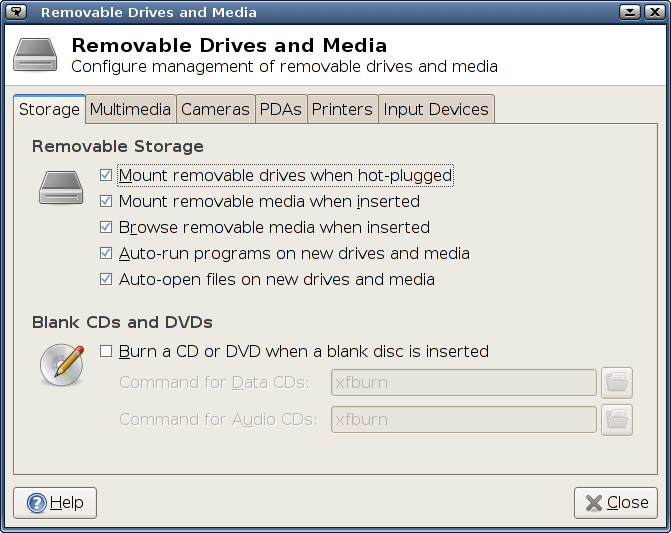 Removable Drives and Media
Removable Drives and Media
Configure management of removable drives and media
Storage Multimedia Cameras PDAs Printers Input Devices
Removable Storage
Mount removable drives when hot-plugged
Mount removable media when inserted
Browse removable media when inserted
Auto-run programs on new drives and media
Auto-open files on new drives and media
Blank CDs and DVDs
Burn a CD or DVD when a blank disc is inserted
Command for Data CDs: xfburn
Command for Audio CDs: xfburn
Help Close